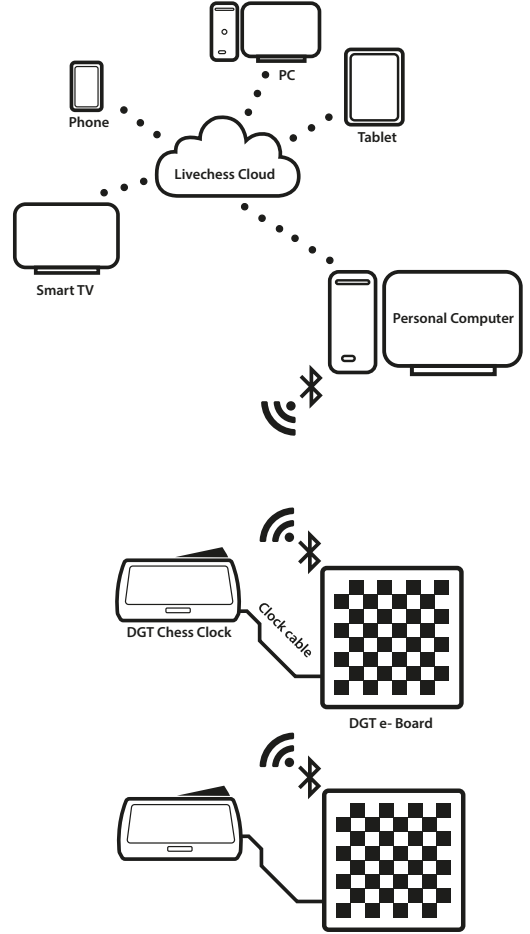 PC
Phone
Tablet
Livechess Cloud
Smart TV
Personal Computer
Clock cable
DGT Chess Clock
DGT e- Board